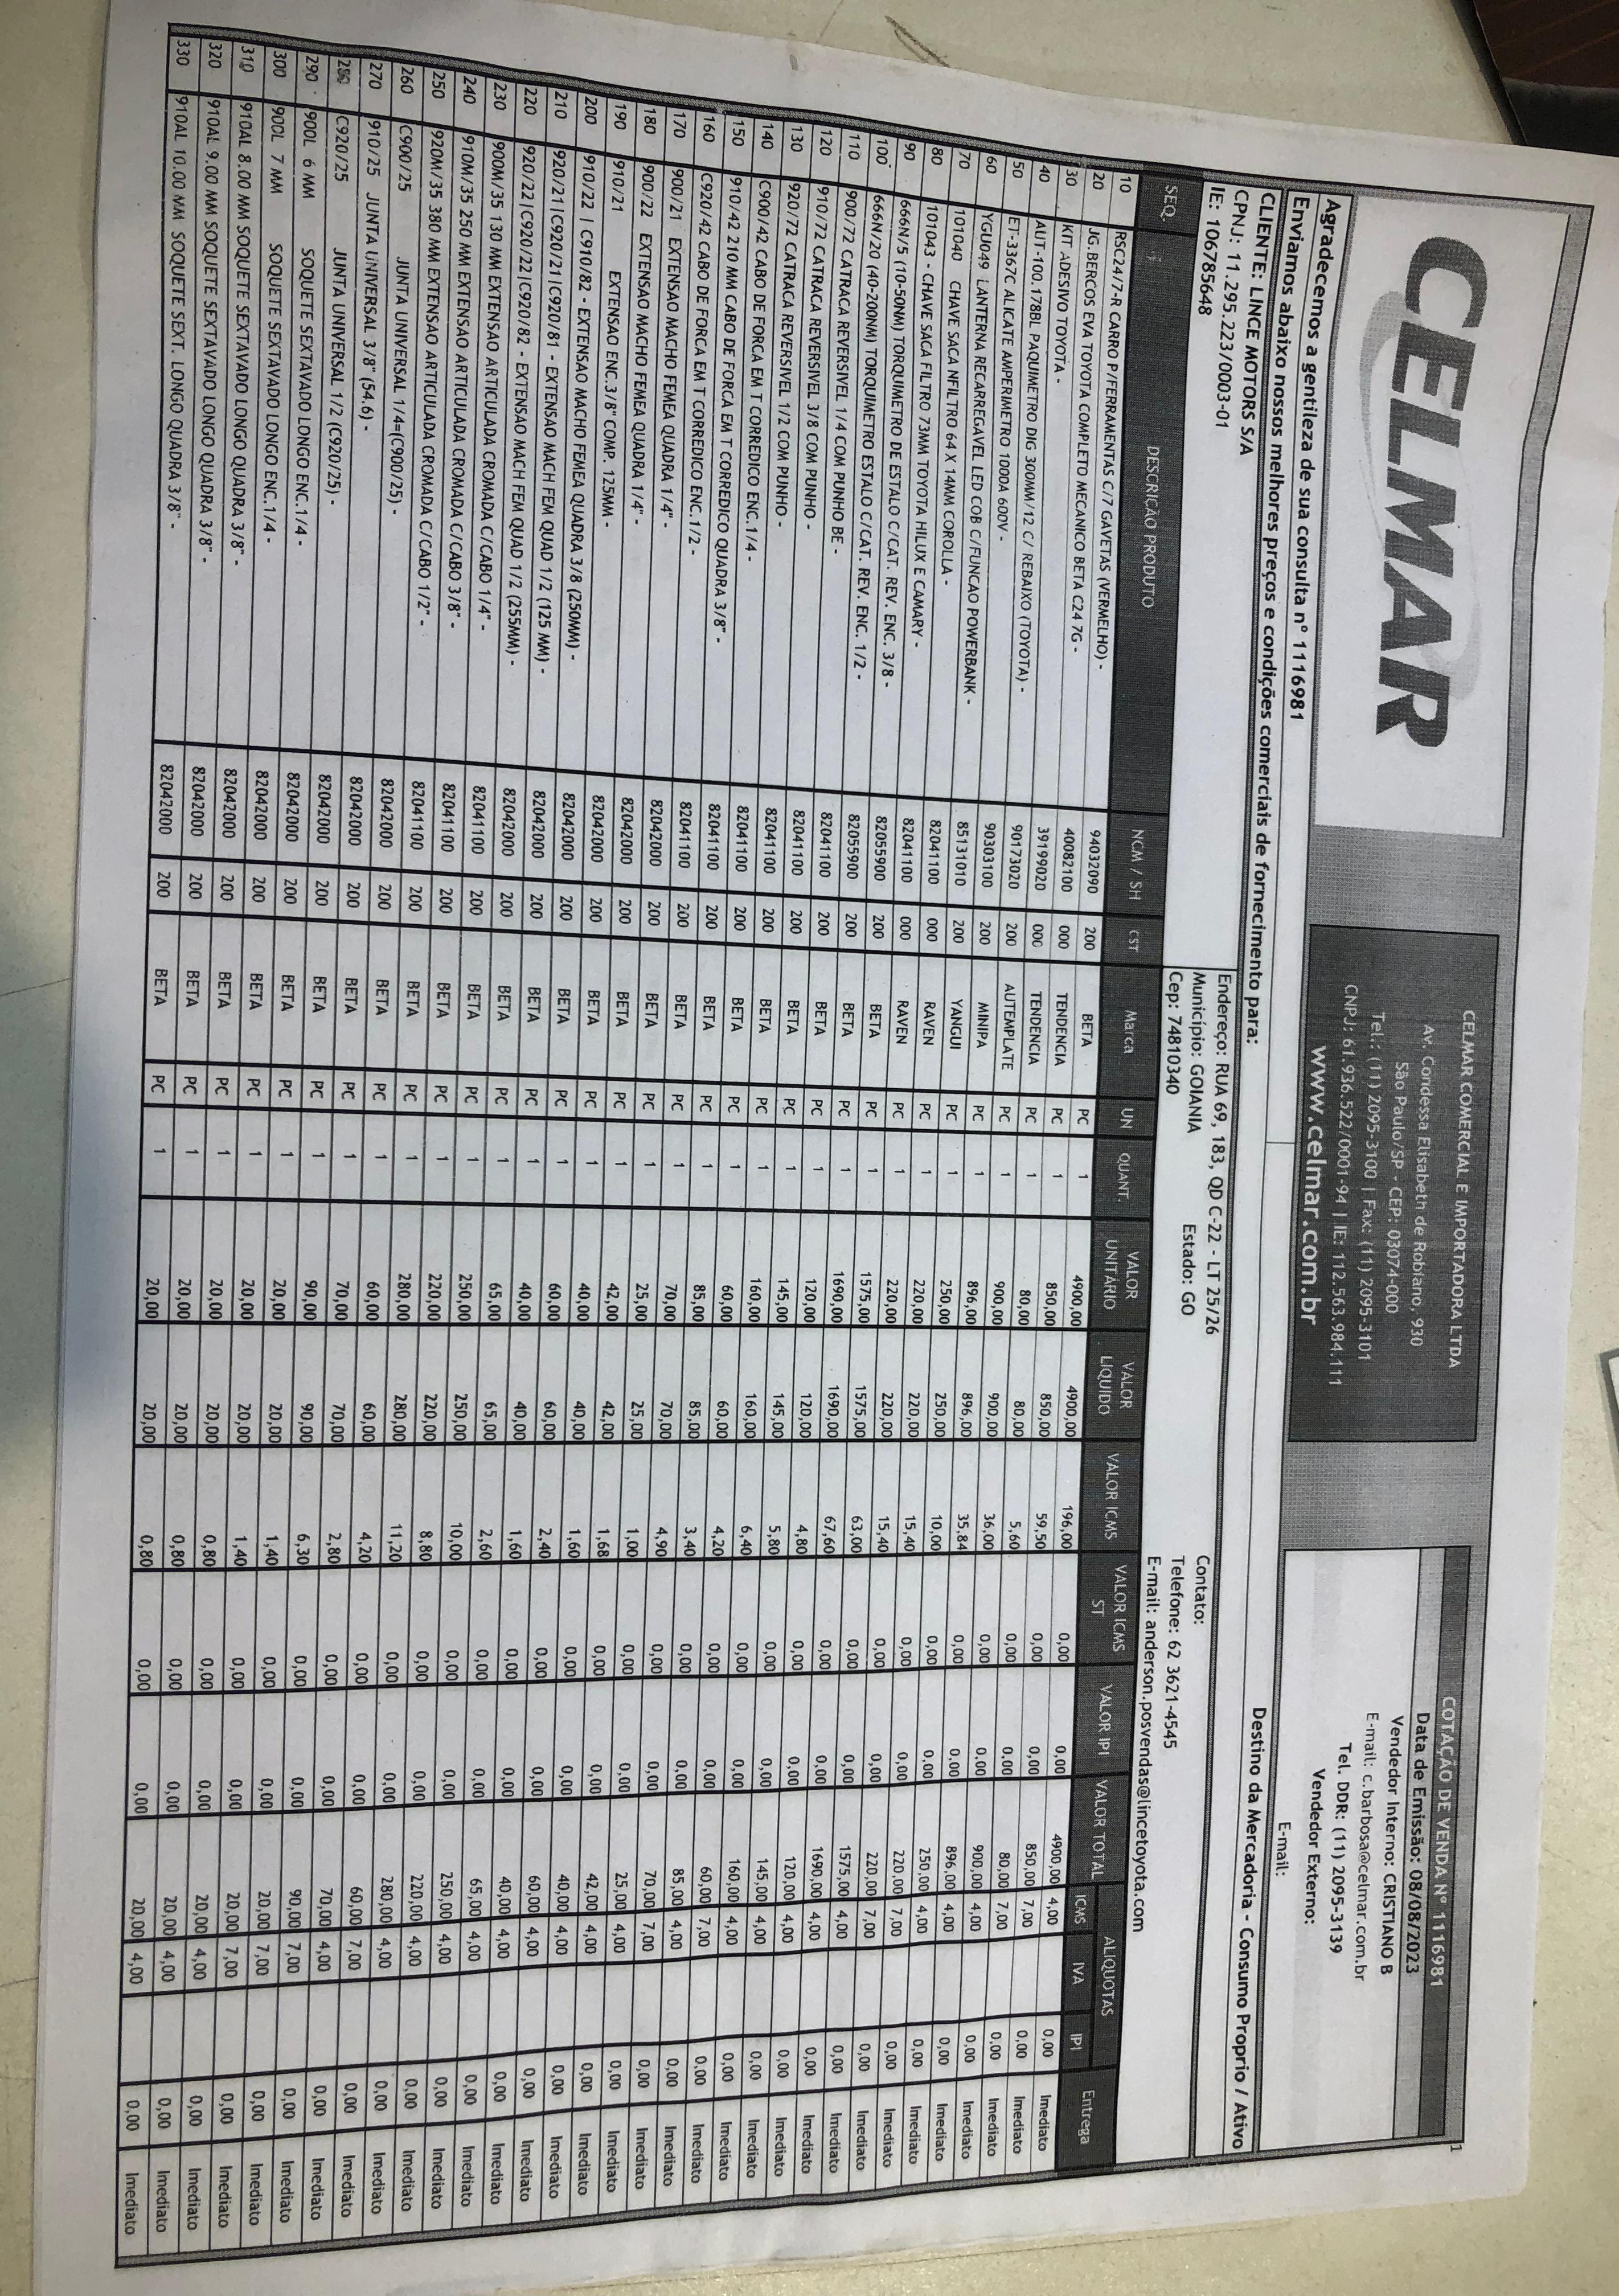 1
CELMAR
CELMAR COMERCIAL E IMPORTADORA LTDA
Av. Condessa Elisabeth de Robiano, 930
São Paulo/SP - CEP: 03074-000
Tel.: (11) 2095-3100 | Fax: (11) 2095-3101
CNPJ: 61.936.522/0001-94 | IE: 112.563.984.111
www.celmar.com.br
COTAÇÃO DE VENDA Nº 1116981
Data de Emissão: 08/08/2023
Vendedor Interno: CRISTIANO B
E-mail: c.barbosa@celmar.com.br
Tel. DDR: (11) 2095-3139
Vendedor Externo:
E-mail:
Agradecemos a gentileza de sua consulta nº 1116981
Enviamos abaixo nossos melhores preços e condições comerciais de fornecimento para:
Destino da Mercadoria - Consumo Proprio / Ativo
CLIENTE: LINCE MOTORS S/A
CPNJ: 11.295.223/0003-01
IE: 106785648
Endereço: RUA 69, 183, QD C-22 - LT 25/26
Município: GOIANIA Estado: GO
Cep: 74810340
Contato:
Telefone: 62 3621-4545
E-mail: anderson.posvendas@lincetoyota.com
SEQ. DESCRIÇÃO PRODUTO NCM / SH CST Marca UN QUANT. VALOR UNITÁRIO VALOR LIQUIDO VALOR ICMS VALOR ICMS ST VALOR IPI VALOR TOTAL ALIQUOTAS ICMS IVA IPI Entrega
10 RSC24/7-R CARRO P/FERRAMENTAS C/7 GAVETAS (VERMELHO) - 94032090 200 BETA PC 1 4900,00 4900,00 196,00 0,00 0,00 4900,00 4,00 0,00 Imediato
20 JG.BERCOS EVA TOYOTA COMPLETO MECANICO BETA C24 7G - 40082100 000 TENDENCIA PC 1 850,00 850,00 59,50 0,00 0,00 850,00 7,00 0,00 Imediato
30 KIT ADESIVO TOYOTA - 39199020 000 TENDENCIA PC 1 80,00 80,00 5,60 0,00 0,00 80,00 7,00 0,00 Imediato
40 AUT-100.178BL PAQUIMETRO DIG 300MM/12 C/ REBAIXO (TOYOTA) - 90173020 200 AUTEMPLATE PC 1 900,00 900,00 36,00 0,00 0,00 900,00 4,00 0,00 Imediato
50 ET-3367C ALICATE AMPERIMETRO 1000A 600V - 90303100 200 MINIPA PC 1 896,00 896,00 35,84 0,00 0,00 896,00 4,00 0,00 Imediato
60 YGU049 LANTERNA RECARREGAVEL LED COB C/FUNCAO POWERBANK - 85131010 200 YANGUI PC 1 250,00 250,00 10,00 0,00 0,00 250,00 4,00 0,00 Imediato
70 101040 CHAVE SACA NFILTRO 64 X 14MM COROLLA - 82041100 000 RAVEN PC 1 220,00 220,00 15,40 0,00 0,00 220,00 7,00 0,00 Imediato
80 101043 - CHAVE SACA FILTRO 73MM TOYOTA HILUX E CAMARY - 82041100 000 RAVEN PC 1 220,00 220,00 15,40 0,00 0,00 220,00 7,00 0,00 Imediato
90 666N/5 (10-50NM) TORQUIMETRO DE ESTALO C/CAT. REV. ENC. 3/8 - 82055900 200 BETA PC 1 1575,00 1575,00 63,00 0,00 0,00 1575,00 4,00 0,00 Imediato
100 666N/20 (40-200NM) TORQUIMETRO ESTALO C/CAT. REV. ENC. 1/2 - 82055900 200 BETA PC 1 1690,00 1690,00 67,60 0,00 0,00 1690,00 4,00 0,00 Imediato
110 900/72 CATRACA REVERSIVEL 1/4 COM PUNHO BE - 82041100 200 BETA PC 1 120,00 120,00 4,80 0,00 0,00 120,00 4,00 0,00 Imediato
120 910/72 CATRACA REVERSIVEL 3/8 COM PUNHO - 82041100 200 BETA PC 1 145,00 145,00 5,80 0,00 0,00 145,00 4,00 0,00 Imediato
130 920/72 CATRACA REVERSIVEL 1/2 COM PUNHO - 82041100 200 BETA PC 1 160,00 160,00 6,40 0,00 0,00 160,00 4,00 0,00 Imediato
140 C900/42 CABO DE FORCA EM T CORREDICO ENC.1/4 - 82041100 200 BETA PC 1 60,00 60,00 4,20 0,00 0,00 60,00 7,00 0,00 Imediato
150 910/42 210 MM CABO DE FORCA EM T CORREDICO QUADRA 3/8" - 82041100 200 BETA PC 1 85,00 85,00 3,40 0,00 0,00 85,00 4,00 0,00 Imediato
160 C920/42 CABO DE FORCA EM T CORREDICO ENC.1/2 - 82041100 200 BETA PC 1 70,00 70,00 4,90 0,00 0,00 70,00 7,00 0,00 Imediato
170 900/21 EXTENSAO MACHO FEMEA QUADRA 1/4" - 82042000 200 BETA PC 1 25,00 25,00 1,00 0,00 0,00 25,00 4,00 0,00 Imediato
180 900/22 EXTENSAO MACHO FEMEA QUADRA 1/4" - 82042000 200 BETA PC 1 42,00 42,00 1,68 0,00 0,00 42,00 4,00 0,00 Imediato
190 910/21 EXTENSAO ENC.3/8" COMP. 125MM - 82042000 200 BETA PC 1 40,00 40,00 1,60 0,00 0,00 40,00 4,00 0,00 Imediato
200 910/22 | C910/82 - EXTENSAO MACHO FEMEA QUADRA 3/8 (250MM) - 82042000 200 BETA PC 1 60,00 60,00 2,40 0,00 0,00 60,00 4,00 0,00 Imediato
210 920/21|C920/21|C920/81 - EXTENSAO MACH FEM QUAD 1/2 (125 MM) - 82042000 200 BETA PC 1 40,00 40,00 1,60 0,00 0,00 40,00 4,00 0,00 Imediato
220 920/22|C920/22|C920/82 - EXTENSAO MACH FEM QUAD 1/2 (255MM) - 82042000 200 BETA PC 1 65,00 65,00 2,60 0,00 0,00 65,00 4,00 0,00 Imediato
230 900M/35 130 MM EXTENSAO ARTICULADA CROMADA C/CABO 1/4" - 82041100 200 BETA PC 1 250,00 250,00 10,00 0,00 0,00 250,00 4,00 0,00 Imediato
240 910M/35 250 MM EXTENSAO ARTICULADA CROMADA C/CABO 3/8" - 82041100 200 BETA PC 1 220,00 220,00 8,80 0,00 0,00 220,00 4,00 0,00 Imediato
250 920M/35 380 MM EXTENSAO ARTICULADA CROMADA C/CABO 1/2" - 82041100 200 BETA PC 1 280,00 280,00 11,20 0,00 0,00 280,00 4,00 0,00 Imediato
260 C900/25 JUNTA UNIVERSAL 1/4=(C900/25) - 82042000 200 BETA PC 1 60,00 60,00 4,20 0,00 0,00 60,00 7,00 0,00 Imediato
270 910/25 JUNTA UNIVERSAL 3/8" (54.6) - 82042000 200 BETA PC 1 70,00 70,00 2,80 0,00 0,00 70,00 4,00 0,00 Imediato
280 C920/25 JUNTA UNIVERSAL 1/2 (C920/25) - 82042000 200 BETA PC 1 90,00 90,00 6,30 0,00 0,00 90,00 7,00 0,00 Imediato
290 900L 6 MM SOQUETE SEXTAVADO LONGO ENC.1/4 - 82042000 200 BETA PC 1 20,00 20,00 1,40 0,00 0,00 20,00 7,00 0,00 Imediato
300 900L 7 MM SOQUETE SEXTAVADO LONGO ENC.1/4 - 82042000 200 BETA PC 1 20,00 20,00 1,40 0,00 0,00 20,00 7,00 0,00 Imediato
310 910AL 8.00 MM SOQUETE SEXTAVADO LONGO QUADRA 3/8" - 82042000 200 BETA PC 1 20,00 20,00 0,80 0,00 0,00 20,00 4,00 0,00 Imediato
320 910AL 9.00 MM SOQUETE SEXTAVADO LONGO QUADRA 3/8" - 82042000 200 BETA PC 1 20,00 20,00 0,80 0,00 0,00 20,00 4,00 0,00 Imediato
330 910AL 10.00 MM SOQUETE SEXT. LONGO QUADRA 3/8" - 82042000 200 BETA PC 1 20,00 20,00 0,80 0,00 0,00 20,00 4,00 0,00 Imediato